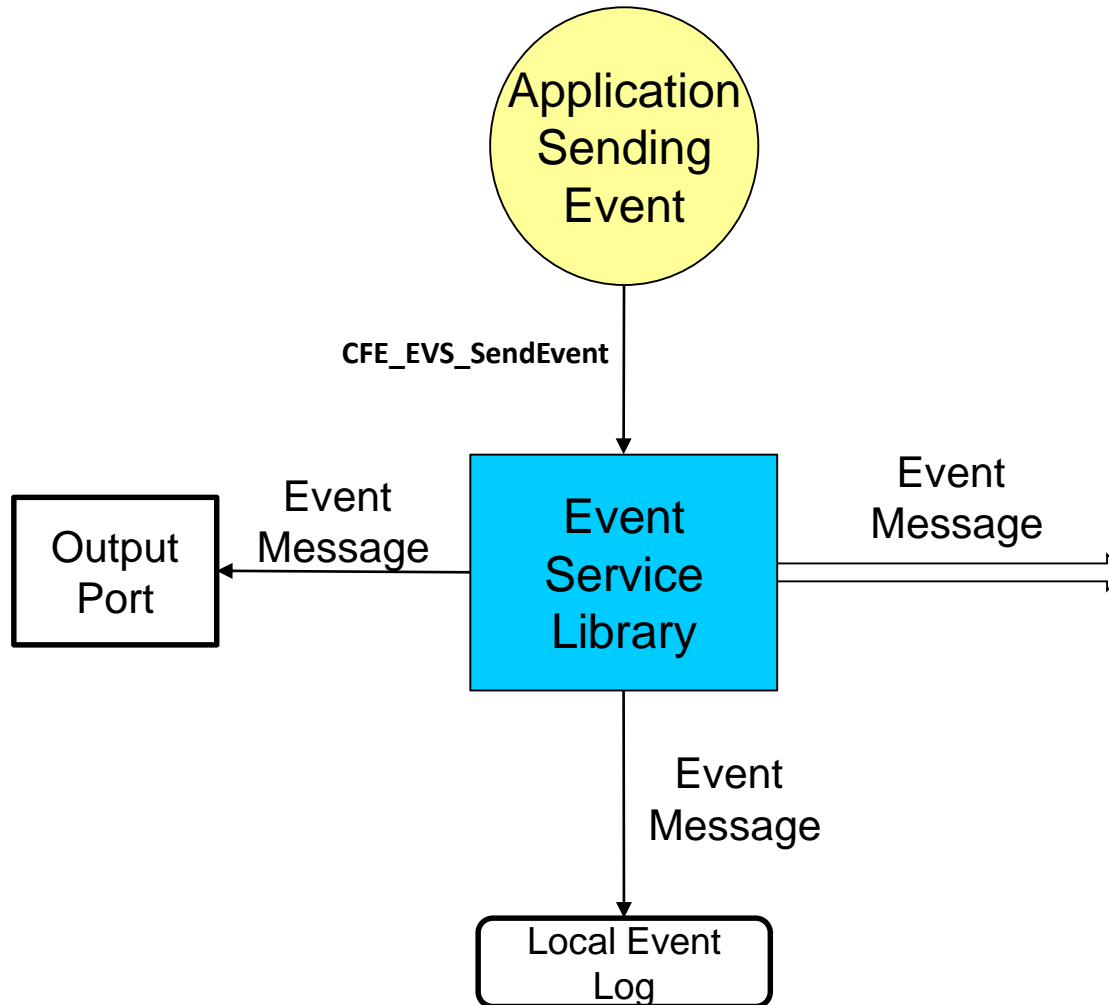 Application
Sending
Event
CFE_EVS_SendEvent
Event
Message
Output
Port
Event
Service
Library
Event
Message
Event
Message
Local Event
Log